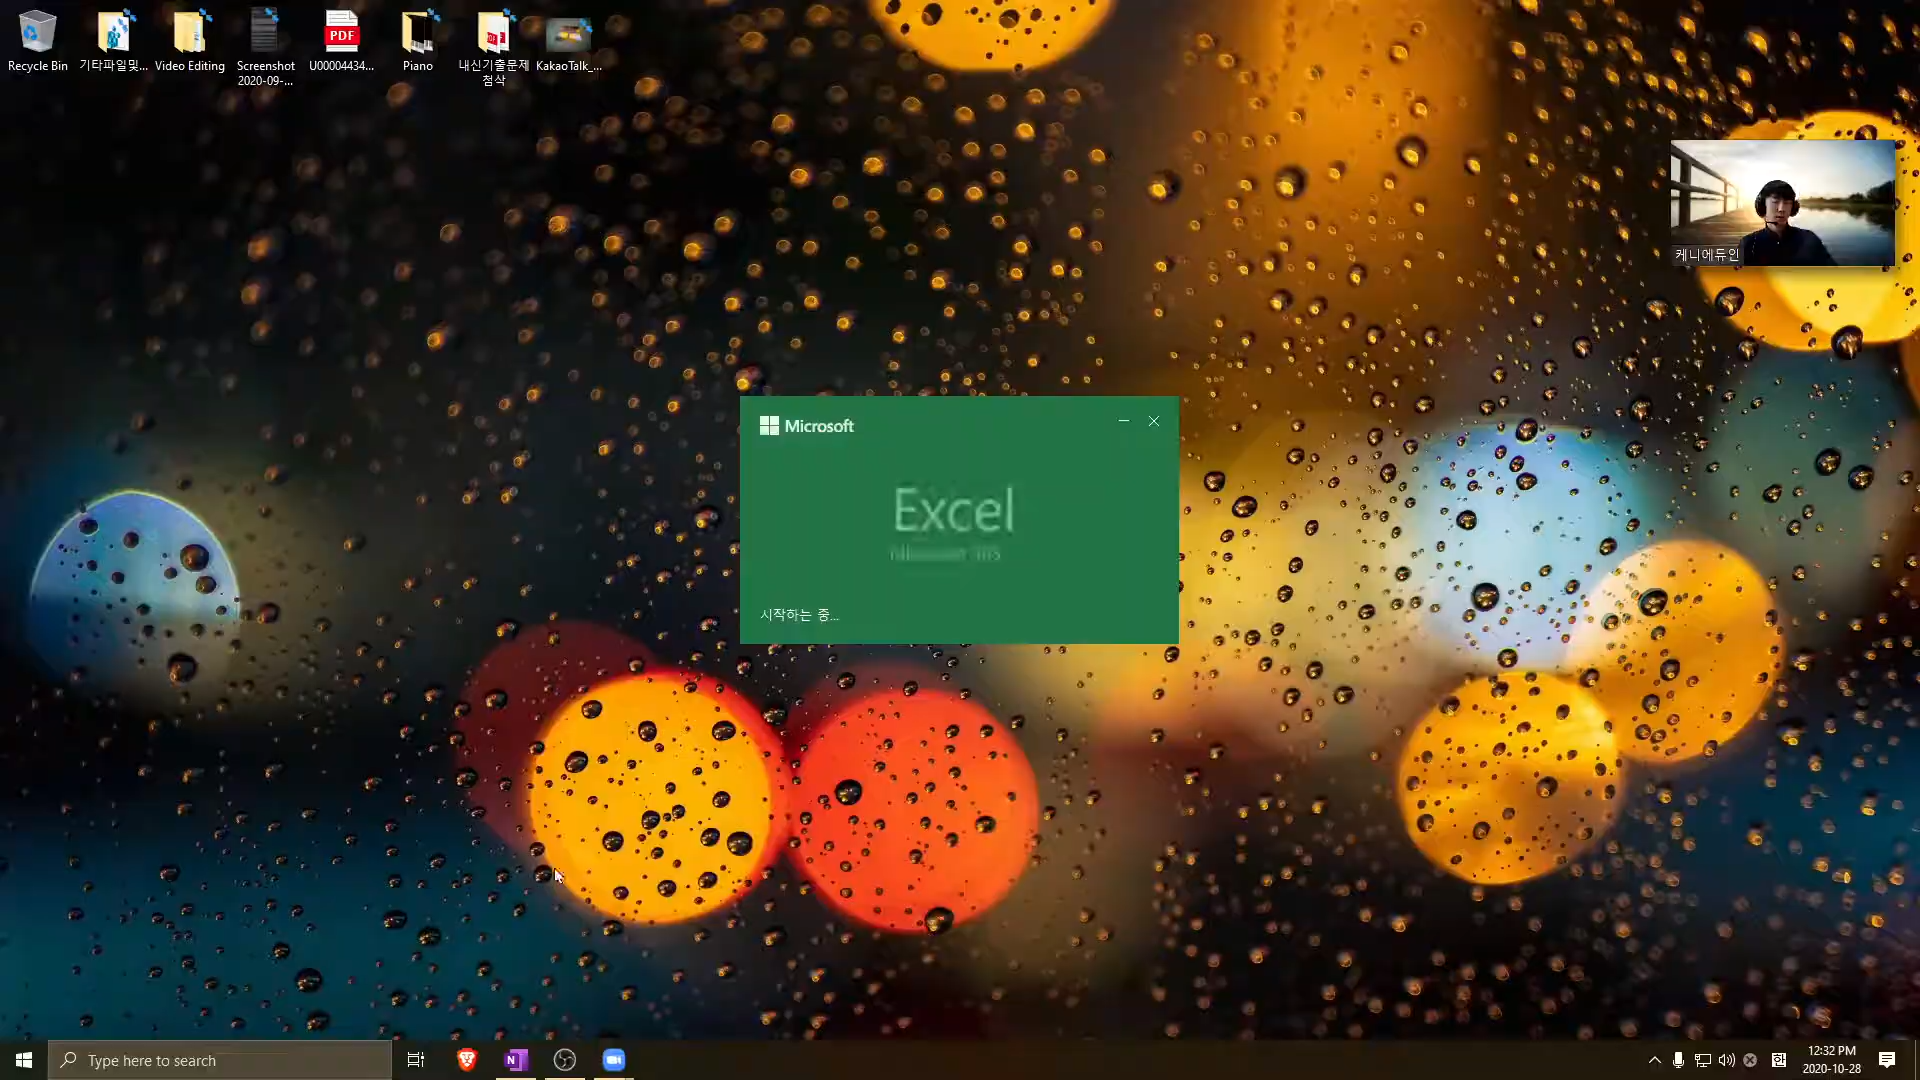 Recycle Bin
기타파일및...
Video Editing
Screenshot
2020-09-...
U00004434...
PDF
Piano
내신기출문제
첨삭
KakaoTalk_...
케니에듀인
Microsoft
Excel
시작하는 중...
Type here to search
12:32 PM
2020-10-28